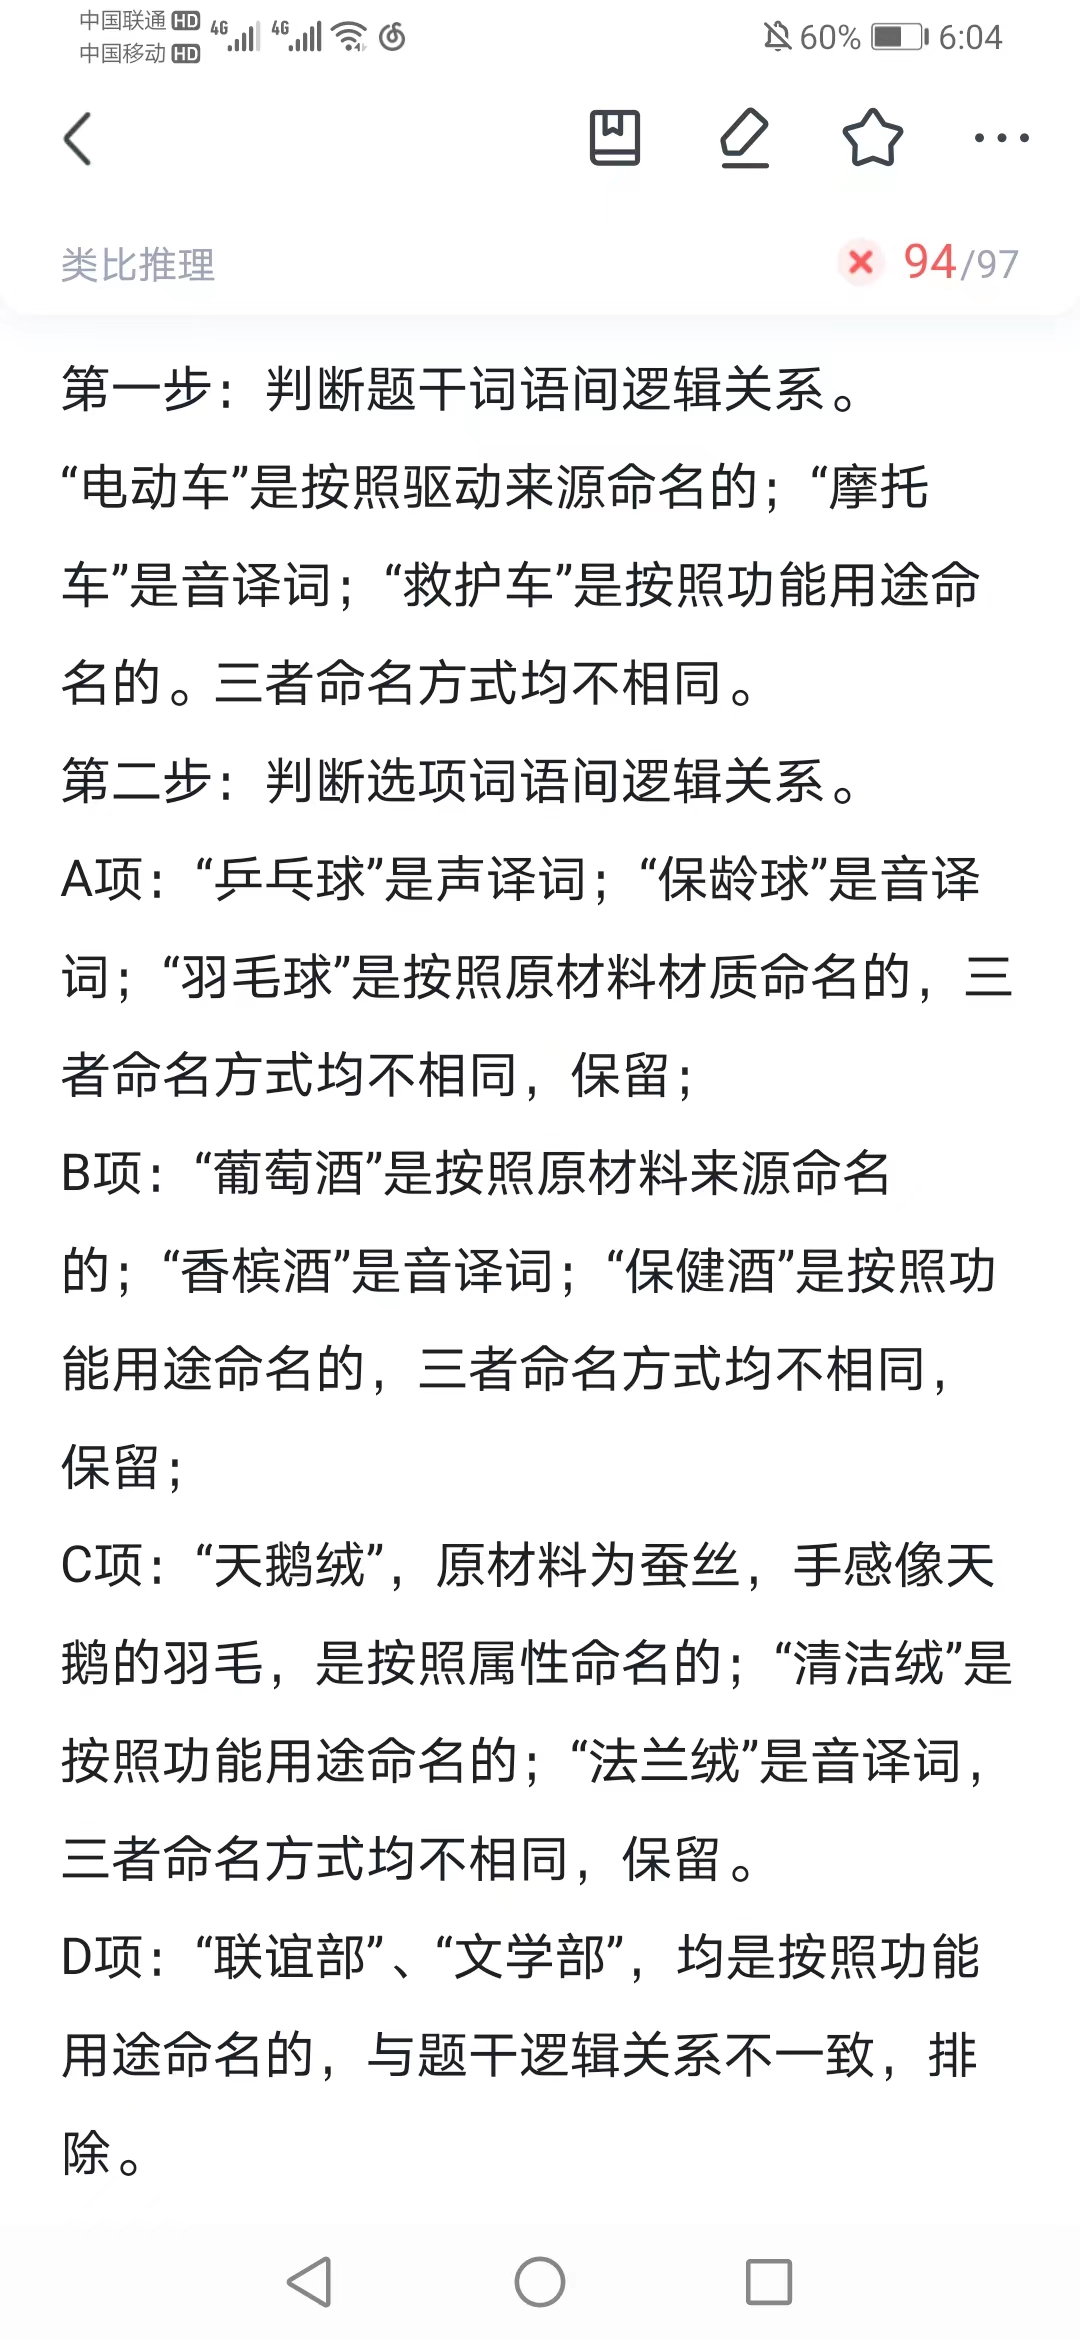 中国联通 HD 4G 4G 60% 6:04
中国移动 HD
类比推理 94/97
第一步：判断题干词语间逻辑关系。
“电动车”是按照驱动来源命名的；“摩托
车”是音译词；“救护车”是按照功能用途命
名的。三者命名方式均不相同。
第二步：判断选项词语间逻辑关系。
A项：“乒乓球”是声译词；“保龄球”是音译
词；“羽毛球”是按照原材料材质命名的，三
者命名方式均不相同，保留；
B项：“葡萄酒”是按照原材料来源命名
的；“香槟酒”是音译词；“保健酒”是按照功
能用途命名的，三者命名方式均不相同，
保留；
C项：“天鹅绒”，原材料为蚕丝，手感像天
鹅的羽毛，是按照属性命名的；“清洁绒”是
按照功能用途命名的；“法兰绒”是音译词，
三者命名方式均不相同，保留。
D项：“联谊部”、“文学部”，均是按照功能
用途命名的，与题干逻辑关系不一致，排
除。